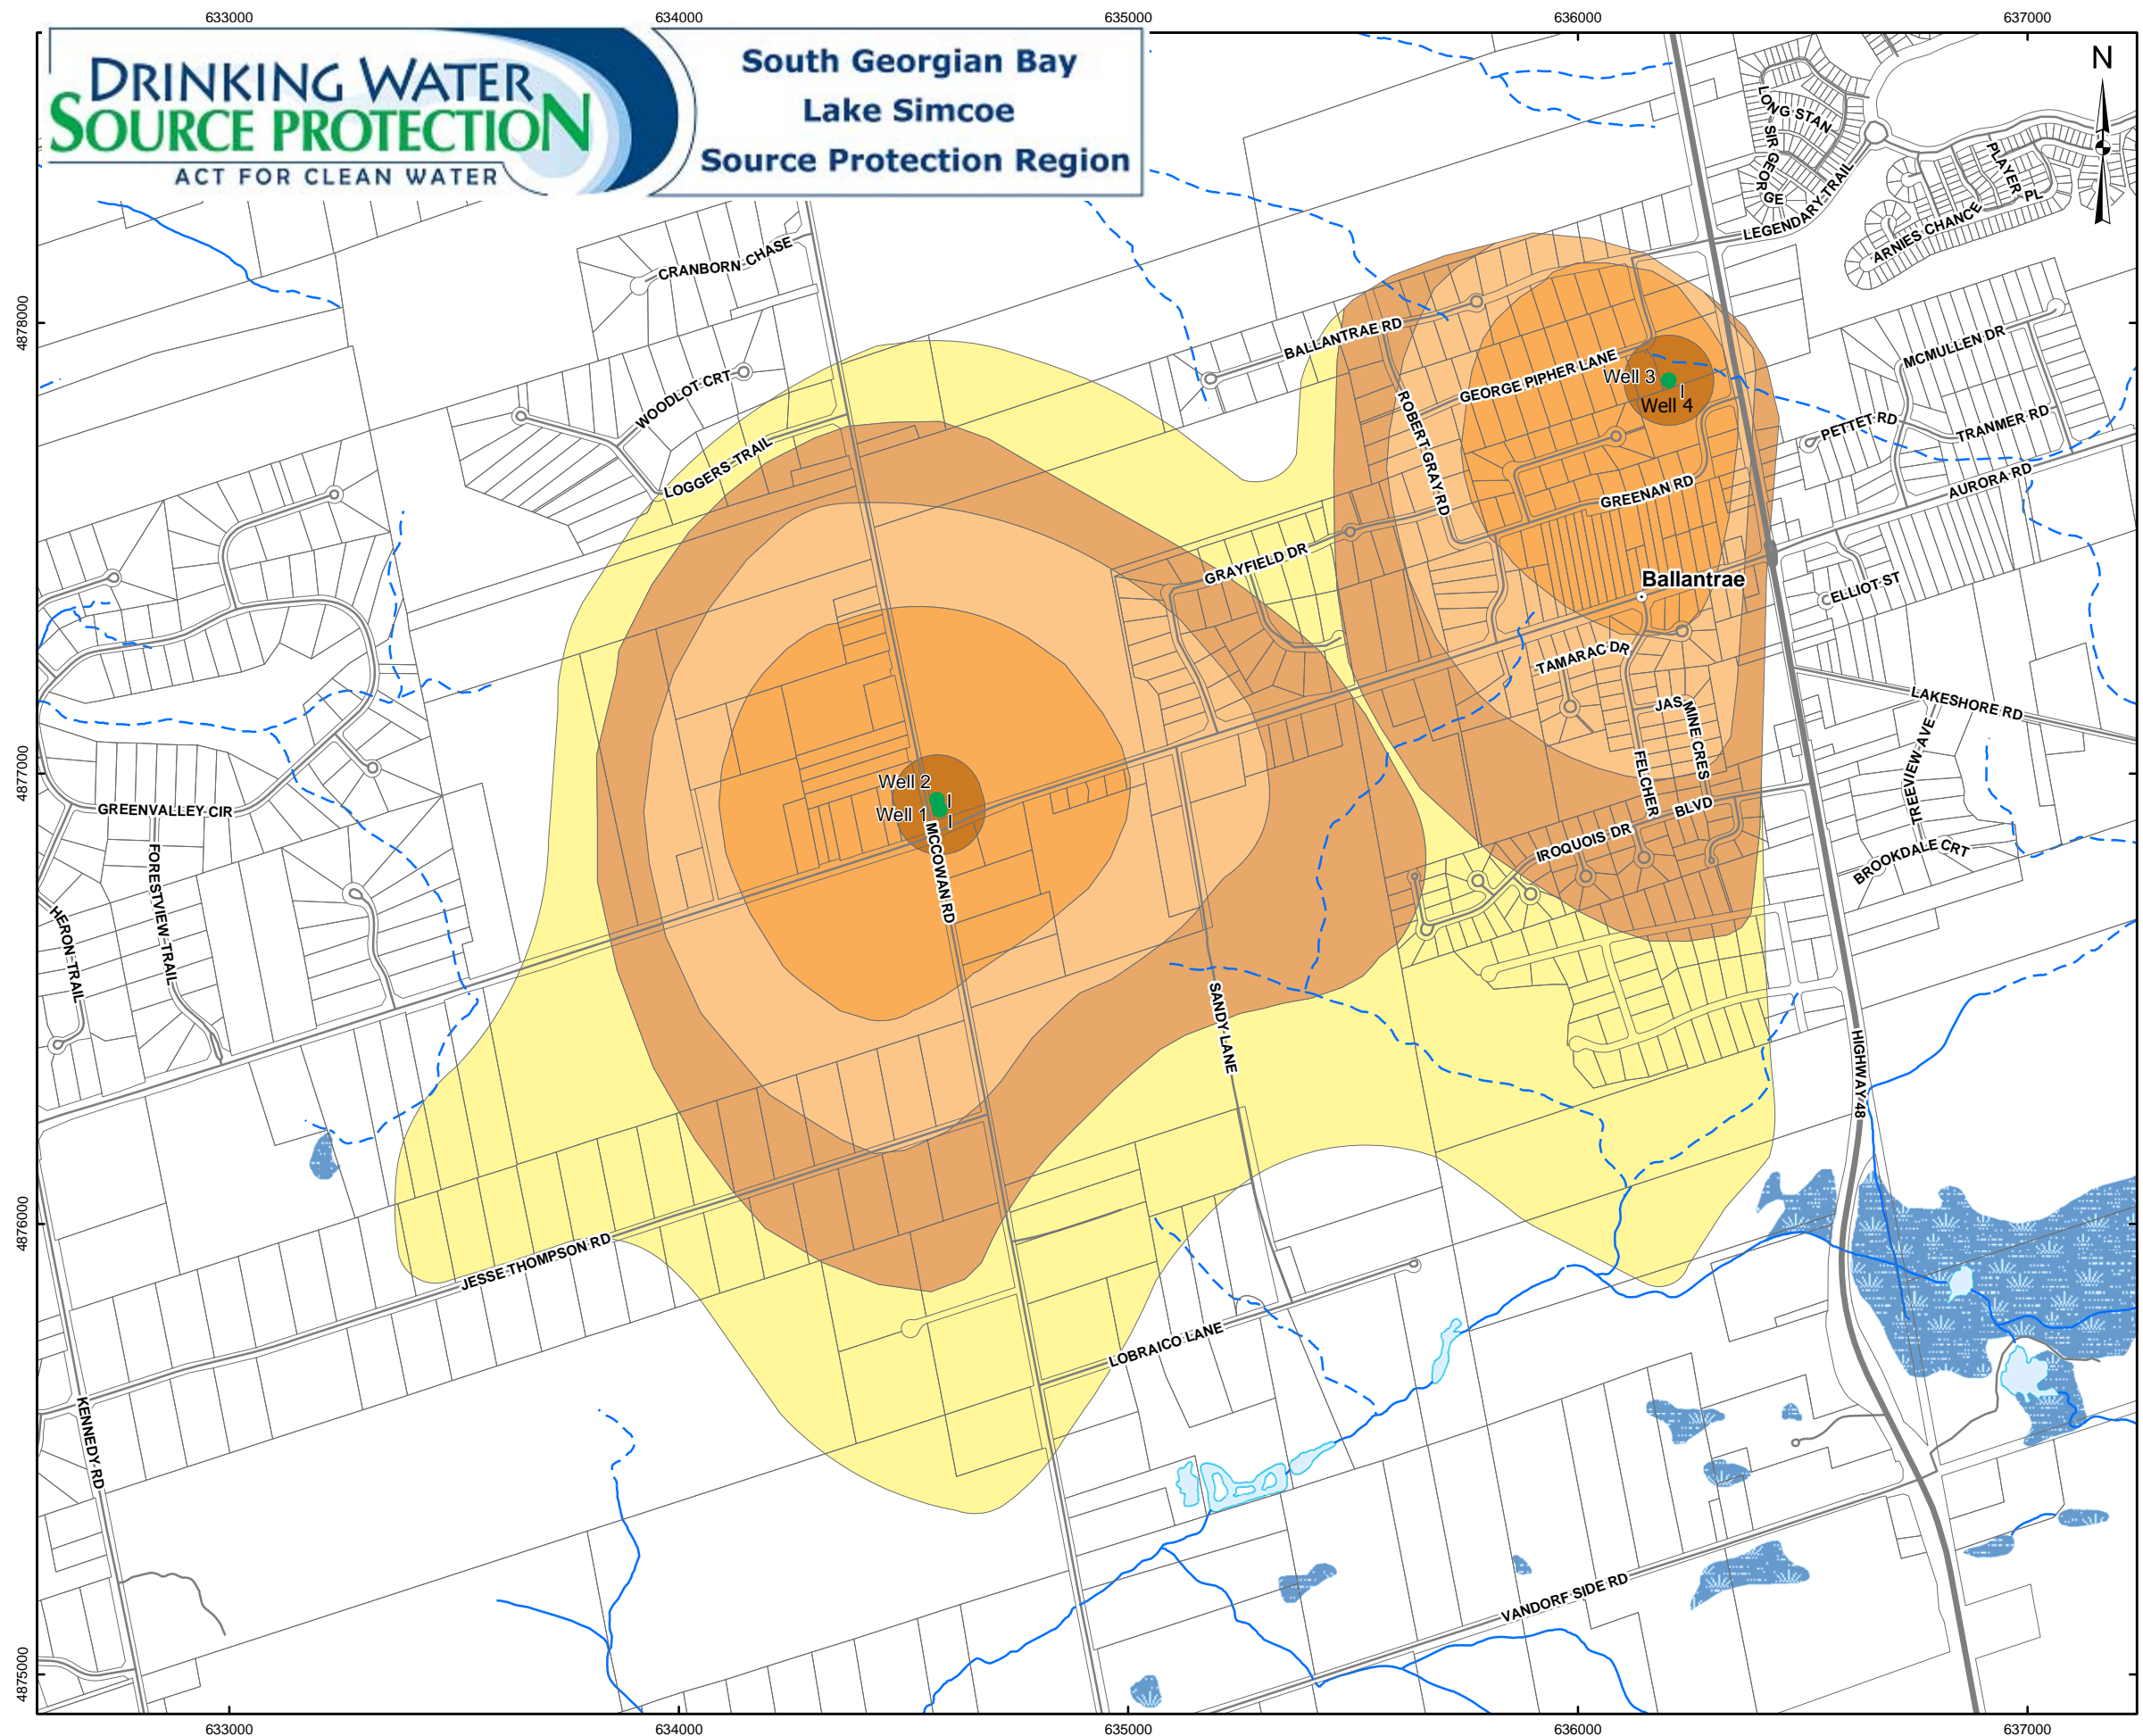 633000
634000
635000
636000
637000
DRINKING WATER
SOURCE PROTECTION
ACT FOR CLEAN WATER
South Georgian Bay
Lake Simcoe
Source Protection Region
N
LONG STAN
SIR GEORGE
PLAYER PL
LEGENDARY TRAIL
ARNIES CHANCE
CRANBORN CHASE
4878000
BALLANTRAE RD
MCMULLEN DR
GEORGE PIPHER LANE
Well 3
I
Well 4
WOODLOT CRT
ROBERT GRAY RD
PETTET RD
TRANMER RD
LOGGERS TRAIL
AURORA RD
GREENAN RD
GRAYFIELD DR
Ballantrae
ELLIOT ST
TAMARAC DR
LAKESHORE RD
JASMINE CRES
TREEVIEW AVE
FELCHER BLVD
4877000
Well 2
I
Well 1
I
GREENVALLEY CIR
MCCOWAN RD
IROQUOIS DR
BROOKDALE CRT
FORESTVIEW TRAIL
HERON TRAIL
SANDY LANE
HIGHWAY 48
4876000
JESSE THOMPSON RD
LOBRAICO LANE
KENNEDY RD
VANDORF SIDE RD
4875000
633000
634000
635000
636000
637000